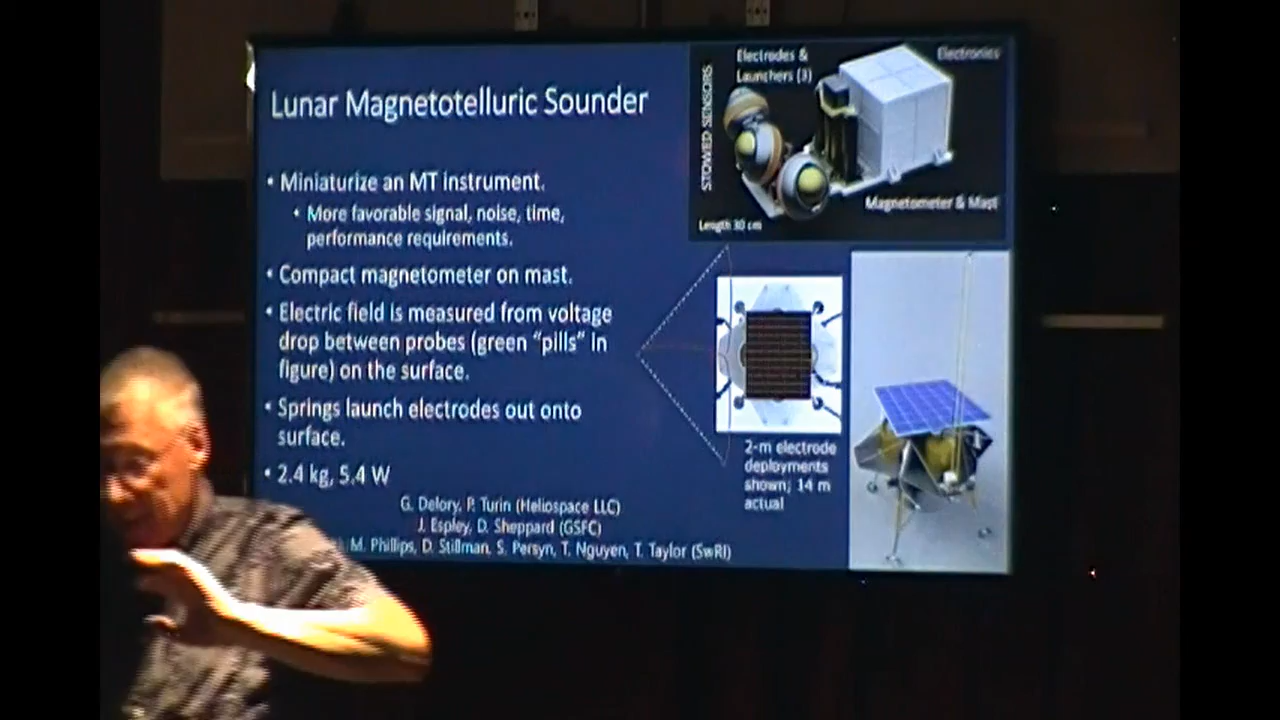 Lunar Magnetotelluric Sounder
• Miniaturize an MT instrument.
• More favorable signal, noise, time,
performance requirements.
• Compact magnetometer on mast.
• Electric field is measured from voltage
drop between probes (green “pills” in
figure) on the surface.
• Springs launch electrodes out onto
surface.
• 2.4 kg, 5.4 W
G. Delory, P. Turin (Heliospace LLC)
J. Espley, D. Sheppard (GSFC)
M. Phillips, D. Stillman, S. Persyn, T. Nguyen, T. Taylor (SwRI)
STOWED SENSORS
Electrodes &
Launchers (3)
Electronics
Magnetometer & Mast
Length 30 cm
2-m electrode
deployments
shown; 14 m
actual